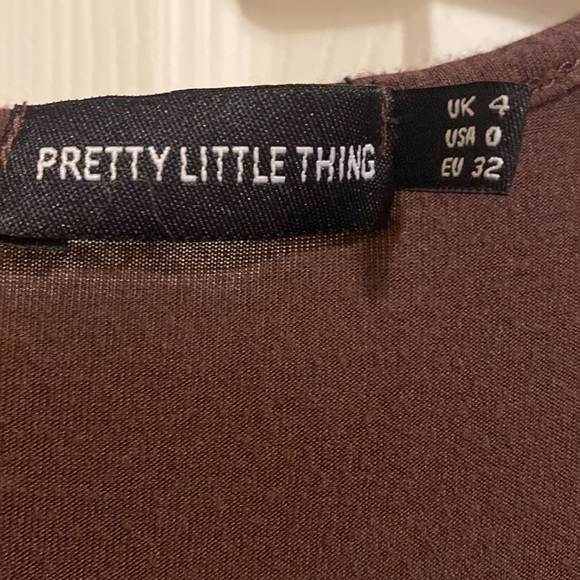 PRETTY LITTLE THING
UK 4
USA 0
EU 32